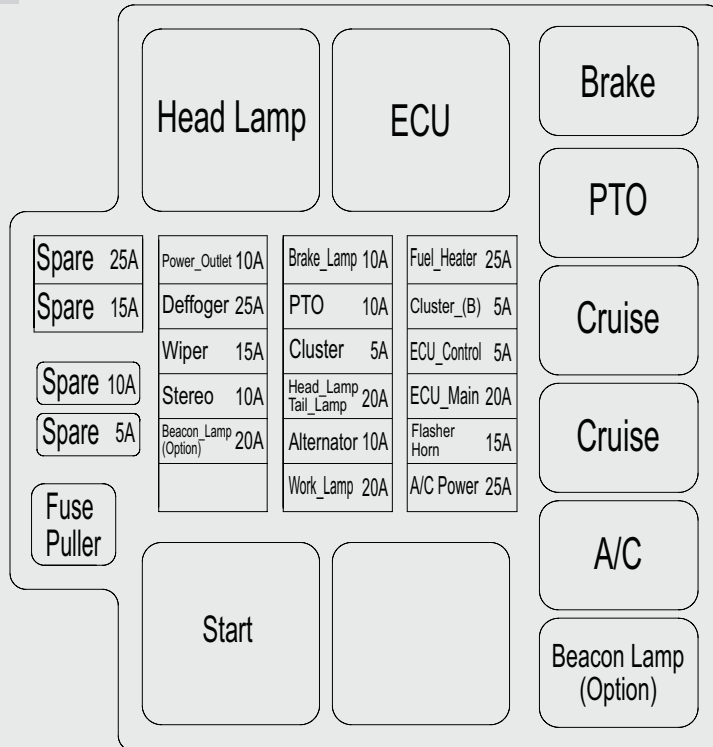 Head Lamp
ECU
Brake
PTO
Cruise
Cruise
A/C
Beacon Lamp
(Option)
Spare 25A
Spare 15A
Spare 10A
Spare 5A
Fuse
Puller
Power_Outlet 10A
Deffoger 25A
Wiper 15A
Stereo 10A
Beacon_Lamp
(Option) 20A
Brake_Lamp 10A
PTO 10A
Cluster 5A
Head_Lamp
Tail_Lamp 20A
Alternator 10A
Work_Lamp 20A
Fuel_Heater 25A
Cluster_(B) 5A
ECU_Control 5A
ECU_Main 20A
Flasher
Horn 15A
A/C Power 25A
Start